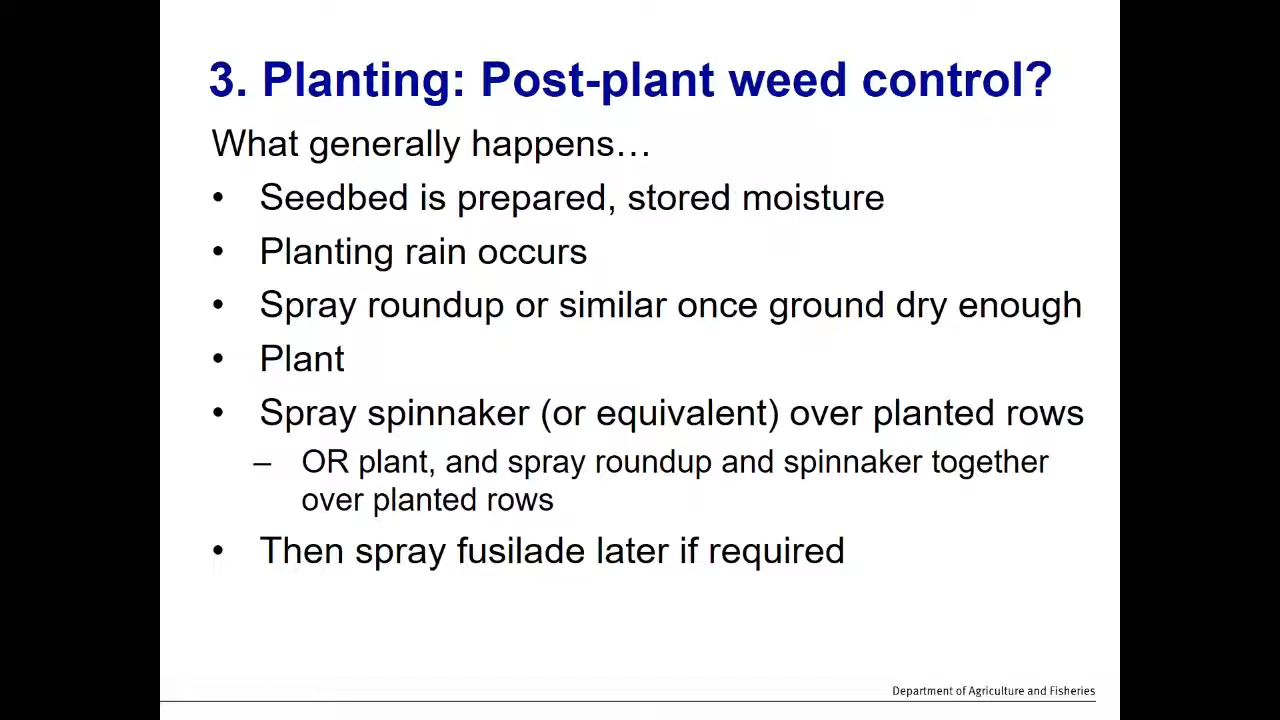 3. Planting: Post-plant weed control?
What generally happens…
• Seedbed is prepared, stored moisture
• Planting rain occurs
• Spray roundup or similar once ground dry enough
• Plant
• Spray spinnaker (or equivalent) over planted rows
– OR plant, and spray roundup and spinnaker together
over planted rows
• Then spray fusilade later if required
Department of Agriculture and Fisheries